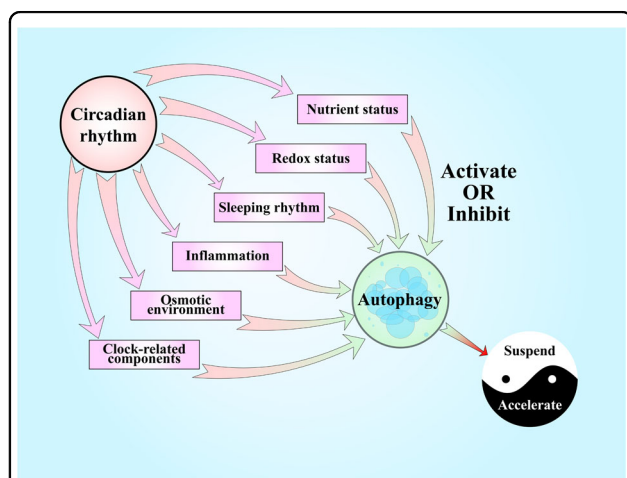 Circadian
rhythm
Nutrient status
Redox status
Sleeping rhythm
Inflammation
Osmotic
environment
Clock-related
components
Activate
OR
Inhibit
Autophagy
Suspend
Accelerate